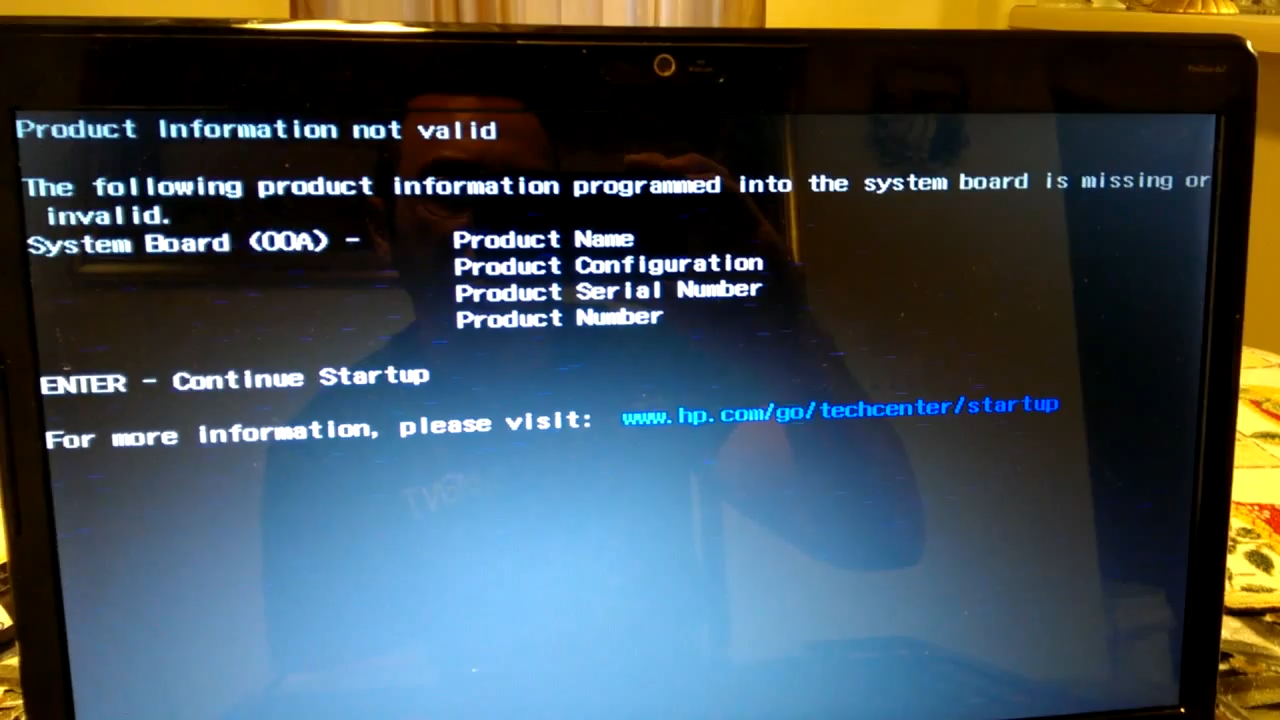 Product Information not valid
The following product information programmed into the system board is missing or
invalid.
System Board (00A) - Product Name
Product Configuration
Product Serial Number
Product Number
ENTER - Continue Startup
For more information, please visit: www.hp.com/go/techcenter/startup